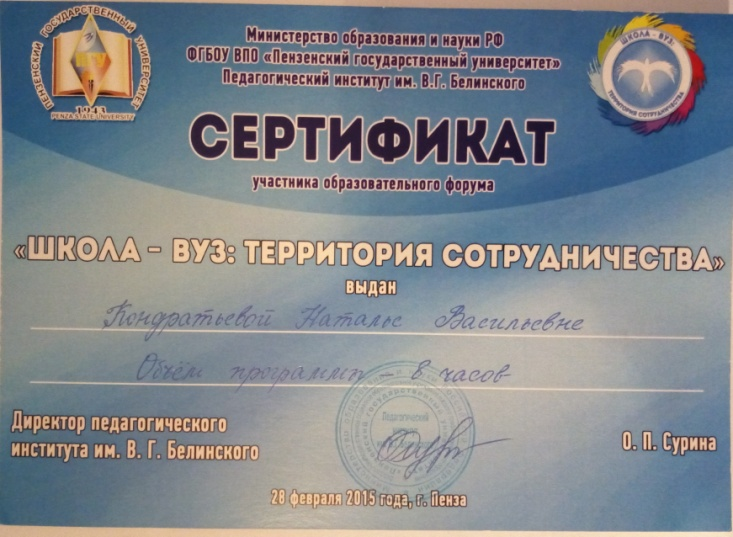 ПЕНЗЕНСКИЙ ГОСУДАРСТВЕННЫЙ УНИВЕРСИТЕТ
ПГУ
1943
PENZA STATE UNIVERSITY
Министерство образования и науки РФ
ФГБОУ ВПО «Пензенский государственный университет»
Педагогический институт им. В.Г. Белинского
ШКОЛА - ВУЗ:
ТЕРРИТОРИЯ СОТРУДНИЧЕСТВА
СЕРТИФИКАТ
участника образовательного форума
«ШКОЛА - ВУЗ: ТЕРРИТОРИЯ СОТРУДНИЧЕСТВА»
выдан
Кондратьевой Наталье Васильевне
Объём программы – 8 часов
Директор педагогического
института им. В. Г. Белинского
Педагогический
О. П. Сурина
28 февраля 2015 года, г. Пенза